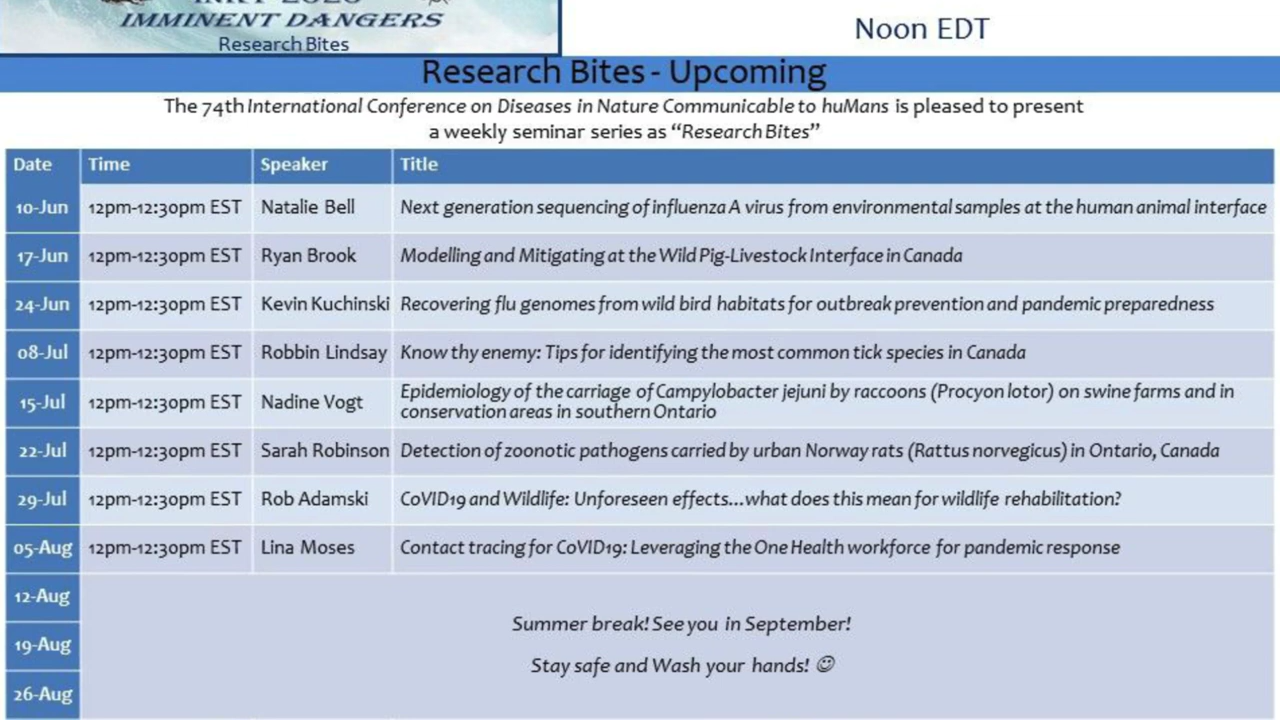 IMMINENT DANGERS
Research Bites
Noon EDT
Research Bites - Upcoming
The 74th International Conference on Diseases in Nature Communicable to huMans is pleased to present
a weekly seminar series as “Research Bites”
Date Time Speaker Title
10-Jun 12pm-12:30pm EST Natalie Bell Next generation sequencing of influenza A virus from environmental samples at the human animal interface
17-Jun 12pm-12:30pm EST Ryan Brook Modelling and Mitigating at the Wild Pig-Livestock Interface in Canada
24-Jun 12pm-12:30pm EST Kevin Kuchinski Recovering flu genomes from wild bird habitats for outbreak prevention and pandemic preparedness
08-Jul 12pm-12:30pm EST Robbin Lindsay Know thy enemy: Tips for identifying the most common tick species in Canada
15-Jul 12pm-12:30pm EST Nadine Vogt Epidemiology of the carriage of Campylobacter jejuni by raccoons (Procyon lotor) on swine farms and in
conservation areas in southern Ontario
22-Jul 12pm-12:30pm EST Sarah Robinson Detection of zoonotic pathogens carried by urban Norway rats (Rattus norvegicus) in Ontario, Canada
29-Jul 12pm-12:30pm EST Rob Adamski CoVID19 and Wildlife: Unforeseen effects...what does this mean for wildlife rehabilitation?
05-Aug 12pm-12:30pm EST Lina Moses Contact tracing for CoVID19: Leveraging the One Health workforce for pandemic response
12-Aug
Summer break! See you in September!
19-Aug
Stay safe and Wash your hands! ☺
26-Aug